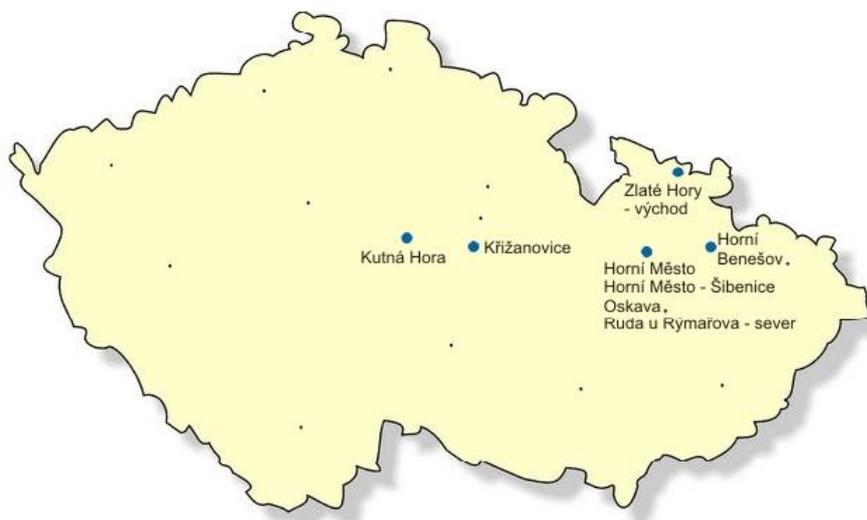 Zlaté Hory
- východ
Kutná Hora
Křižanovice
Horní
Benešov
Horní Město
Horní Město - Šibenice
Oskava
Ruda u Rýmařova - sever